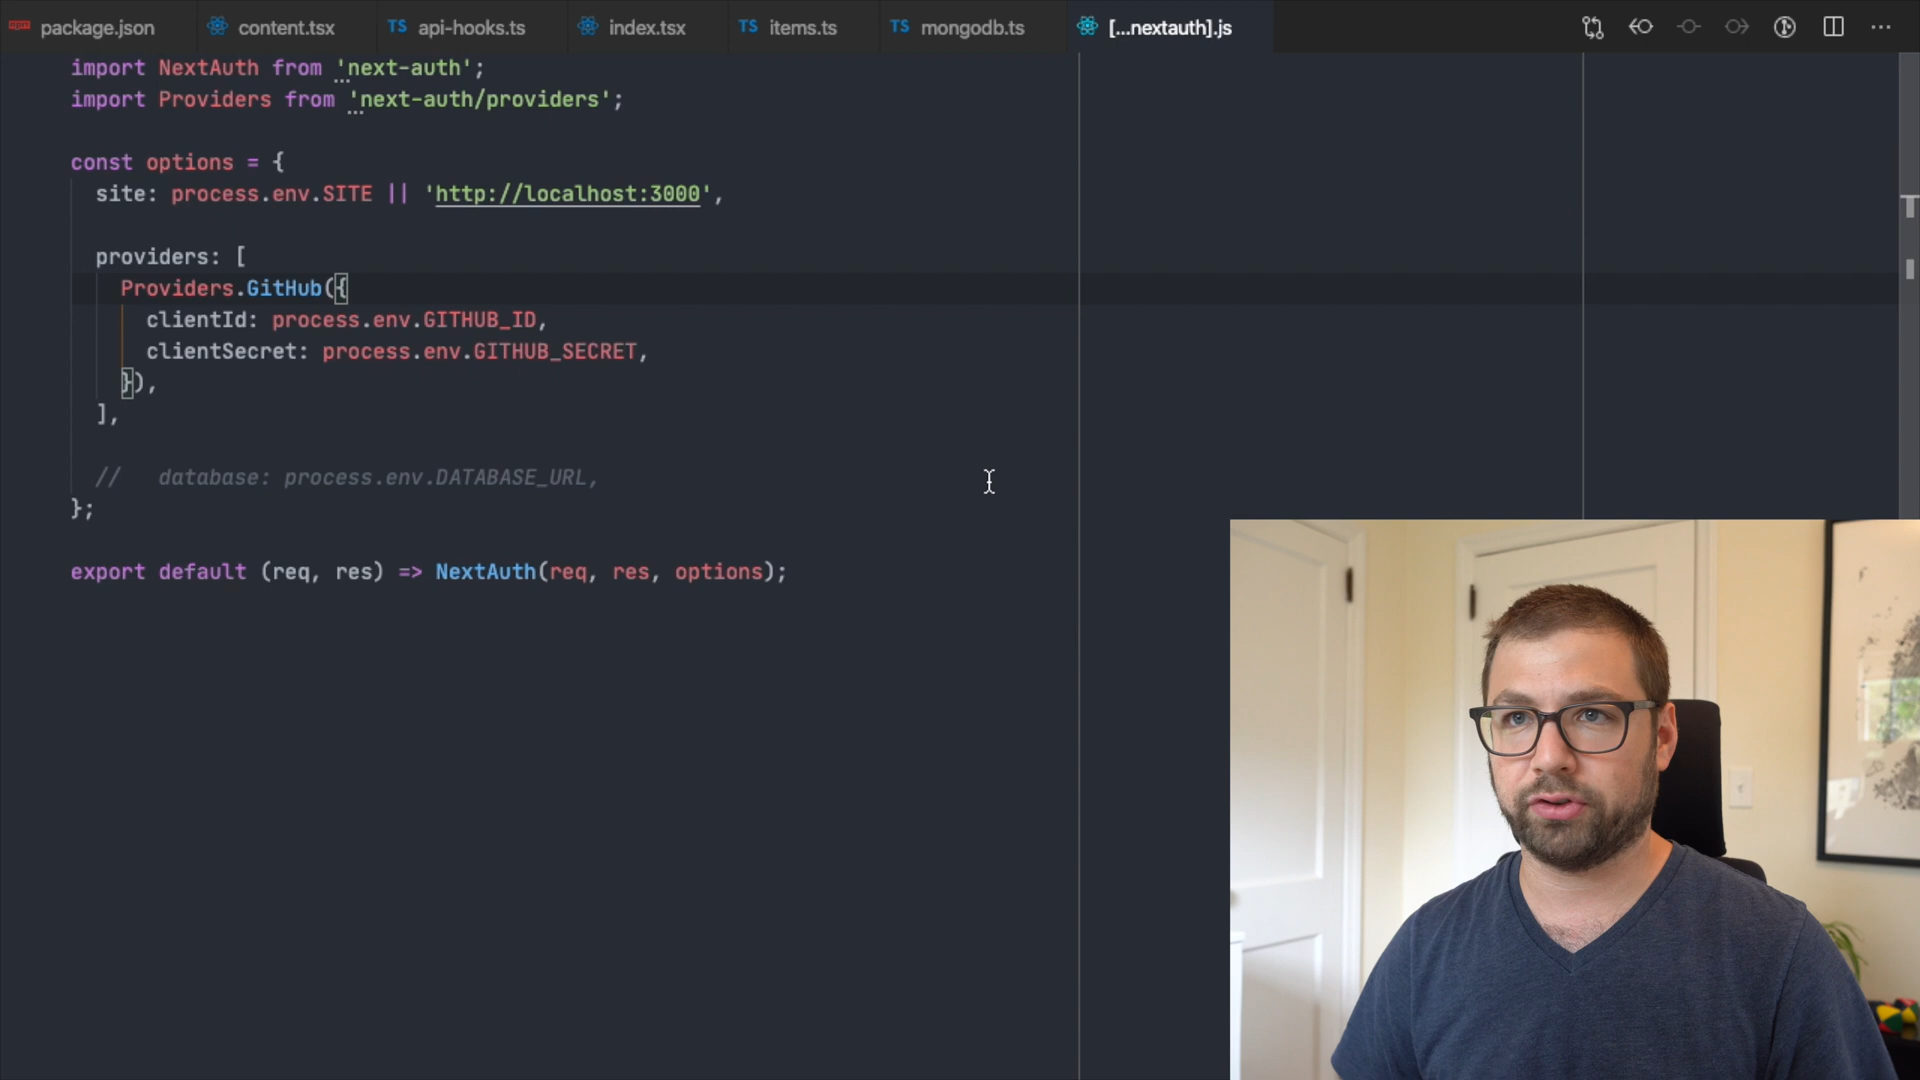 package.json
content.tsx
TS api-hooks.ts
index.tsx
TS items.ts
TS mongodb.ts
[...nextauth].js
import NextAuth from 'next-auth';
import Providers from 'next-auth/providers';
const options = {
site: process.env.SITE || 'http://localhost:3000',
providers: [
Providers.GitHub({
clientId: process.env.GITHUB_ID,
clientSecret: process.env.GITHUB_SECRET,
}),
],
//   database: process.env.DATABASE_URL,
};
export default (req, res) => NextAuth(req, res, options);